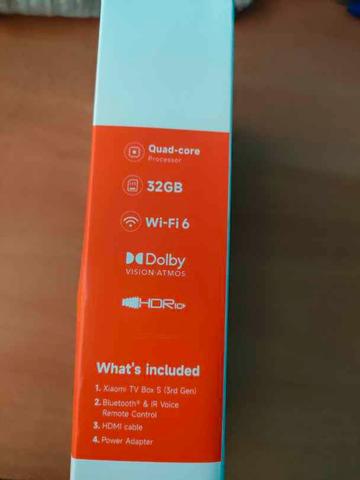 Quad-core
Processor
32GB
Wi-Fi 6
Dolby
VISION·ATMOS
HDR10+
What's included
1. Xiaomi TV Box S (3rd Gen)
2. Bluetooth® & IR Voice
Remote Control
3. HDMI cable
4. Power Adapter